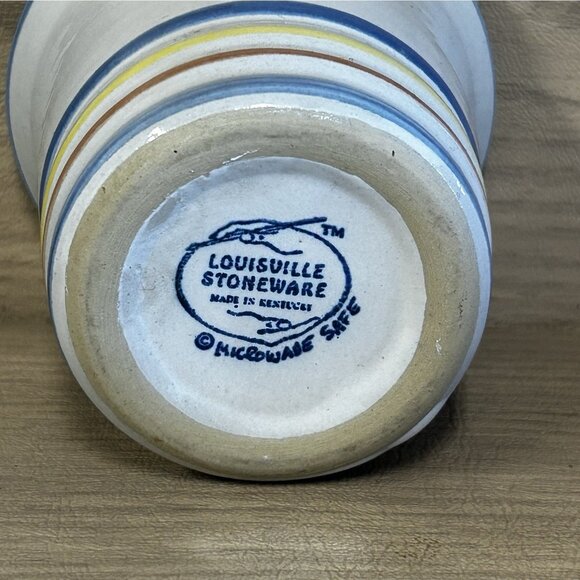 LOUISVILLE ™
STONEWARE
MADE IN KENTUCKY
© MICROWAVE SAFE